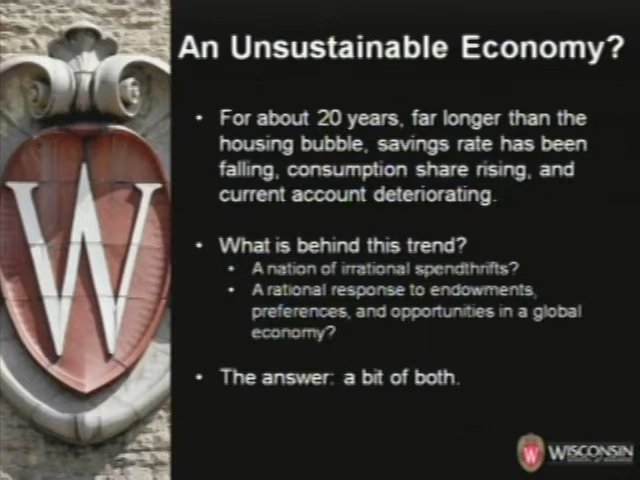 An Unsustainable Economy?
• For about 20 years, far longer than the
housing bubble, savings rate has been
falling, consumption share rising, and
current account deteriorating.
• What is behind this trend?
• A nation of irrational spendthrifts?
• A rational response to endowments,
preferences, and opportunities in a global
economy?
• The answer: a bit of both.
W
W
WISCONSIN